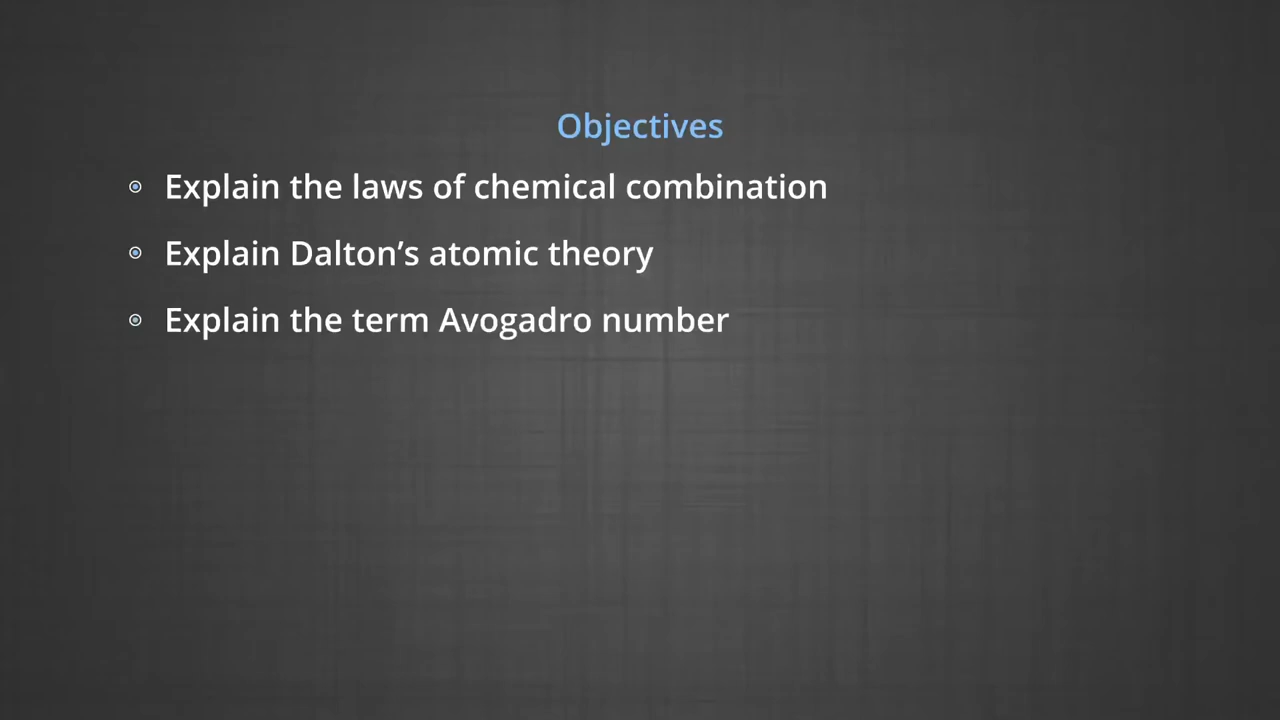 Objectives
Explain the laws of chemical combination
Explain Dalton’s atomic theory
Explain the term Avogadro number